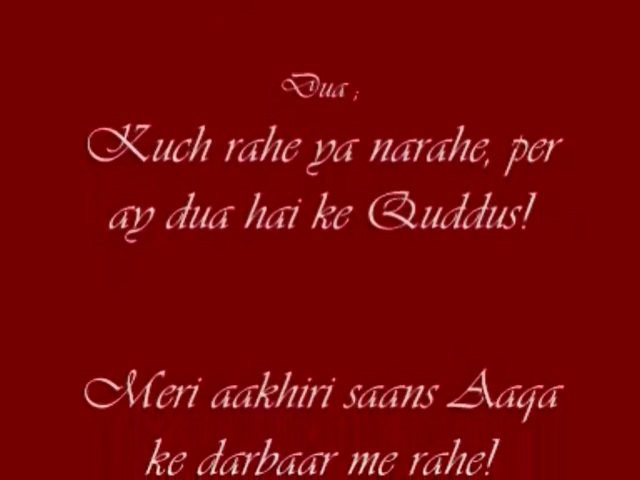 Dua ;
Kuch rahe ya narahe, per
ay dua hai ke Quddus!
Meri aakhiri saans Aaqa
ke darbaar me rahe!